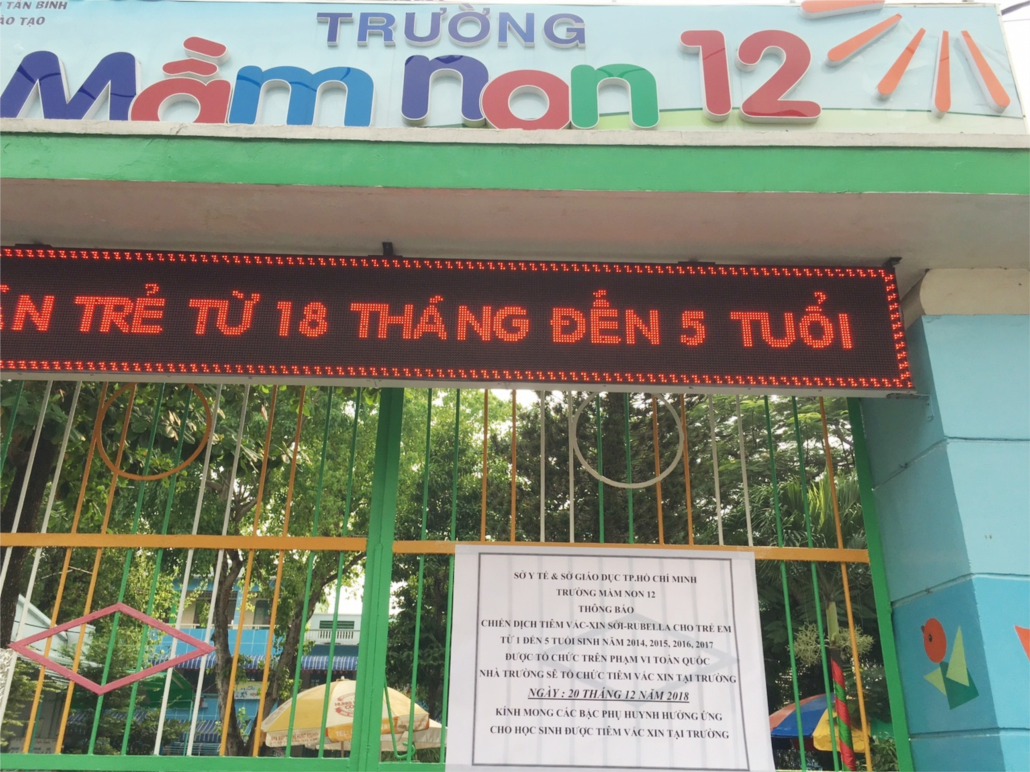 TÂN BÌNH
ĐÀO TẠO
TRƯỜNG
Mầm non 12
TRẺ TỪ 18 THÁNG ĐẾN 5 TUỔI
SỞ Y TẾ & SỞ GIÁO DỤC TP.HỒ CHÍ MINH
TRƯỜNG MẦM NON 12
THÔNG BÁO
CHIẾN DỊCH TIÊM VẮC-XIN SỞI-RUBELLA CHO TRẺ EM
TỪ 1 ĐẾN 5 TUỔI SINH NĂM 2014, 2015, 2016, 2017
ĐƯỢC TỔ CHỨC TRÊN PHẠM VI TOÀN QUỐC
NHÀ TRƯỜNG SẼ TỔ CHỨC TIÊM VẮC XIN TẠI TRƯỜNG
NGÀY : 20 THÁNG 12 NĂM 2018
KÍNH MONG CÁC BẬC PHỤ HUYNH HƯỞNG ỨNG
CHO HỌC SINH ĐƯỢC TIÊM VẮC XIN TẠI TRƯỜNG